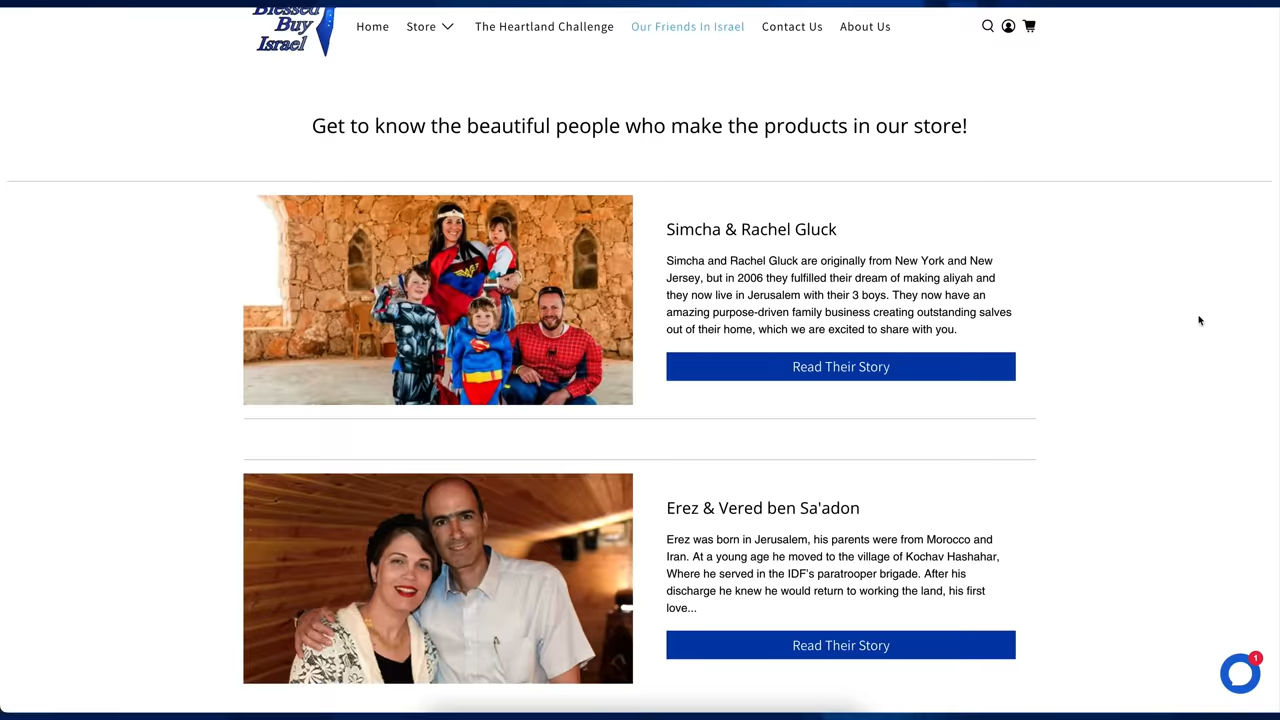 Blessed
Buy
Israel
Home Store The Heartland Challenge Our Friends In Israel Contact Us About Us
Get to know the beautiful people who make the products in our store!
Simcha & Rachel Gluck
Simcha and Rachel Gluck are originally from New York and New
Jersey, but in 2006 they fulfilled their dream of making aliyah and
they now live in Jerusalem with their 3 boys. They now have an
amazing purpose-driven family business creating outstanding salves
out of their home, which we are excited to share with you.
Read Their Story
Erez & Vered ben Sa'adon
Erez was born in Jerusalem, his parents were from Morocco and
Iran. At a young age he moved to the village of Kochav Hashahar,
Where he served in the IDF's paratrooper brigade. After his
discharge he knew he would return to working the land, his first
love...
Read Their Story
1